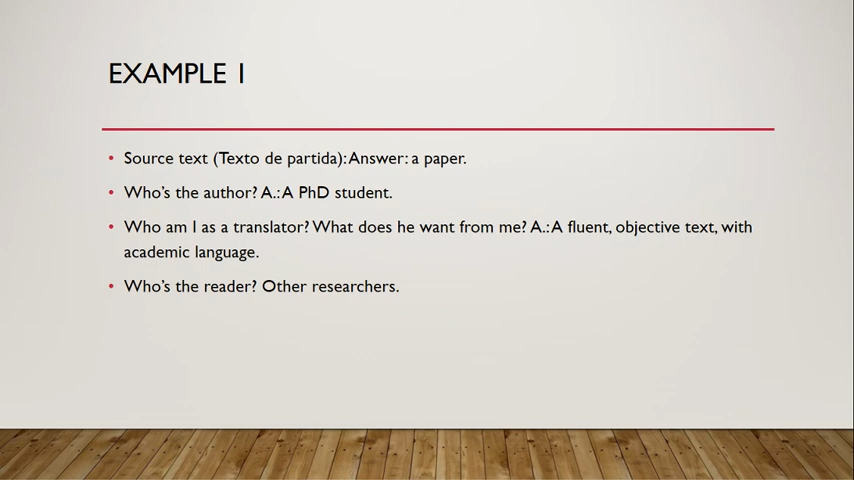 EXAMPLE 1
• Source text (Texto de partida): Answer: a paper.
• Who's the author? A.: A PhD student.
• Who am I as a translator? What does he want from me? A.: A fluent, objective text, with
academic language.
• Who's the reader? Other researchers.